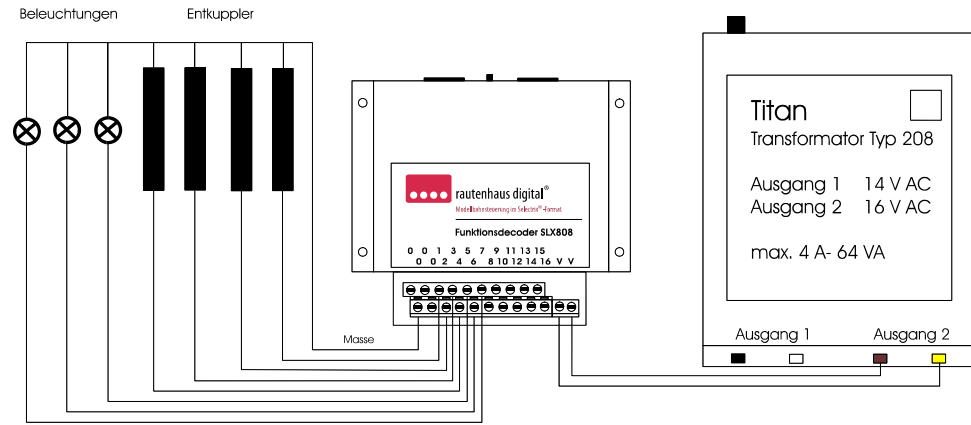 Beleuchtungen Entkuppler
rautenhaus digital®
Modellbahnsteuerung im Selectrix®-Format
Funktionsdecoder SLX808
0 0 1 3 5 7 9 11 13 15
0 0 2 4 6 8 10 12 14 16 V V
Masse
Titan
Transformator Typ 208
Ausgang 1 14 V AC
Ausgang 2 16 V AC
max. 4 A- 64 VA
Ausgang 1 Ausgang 2